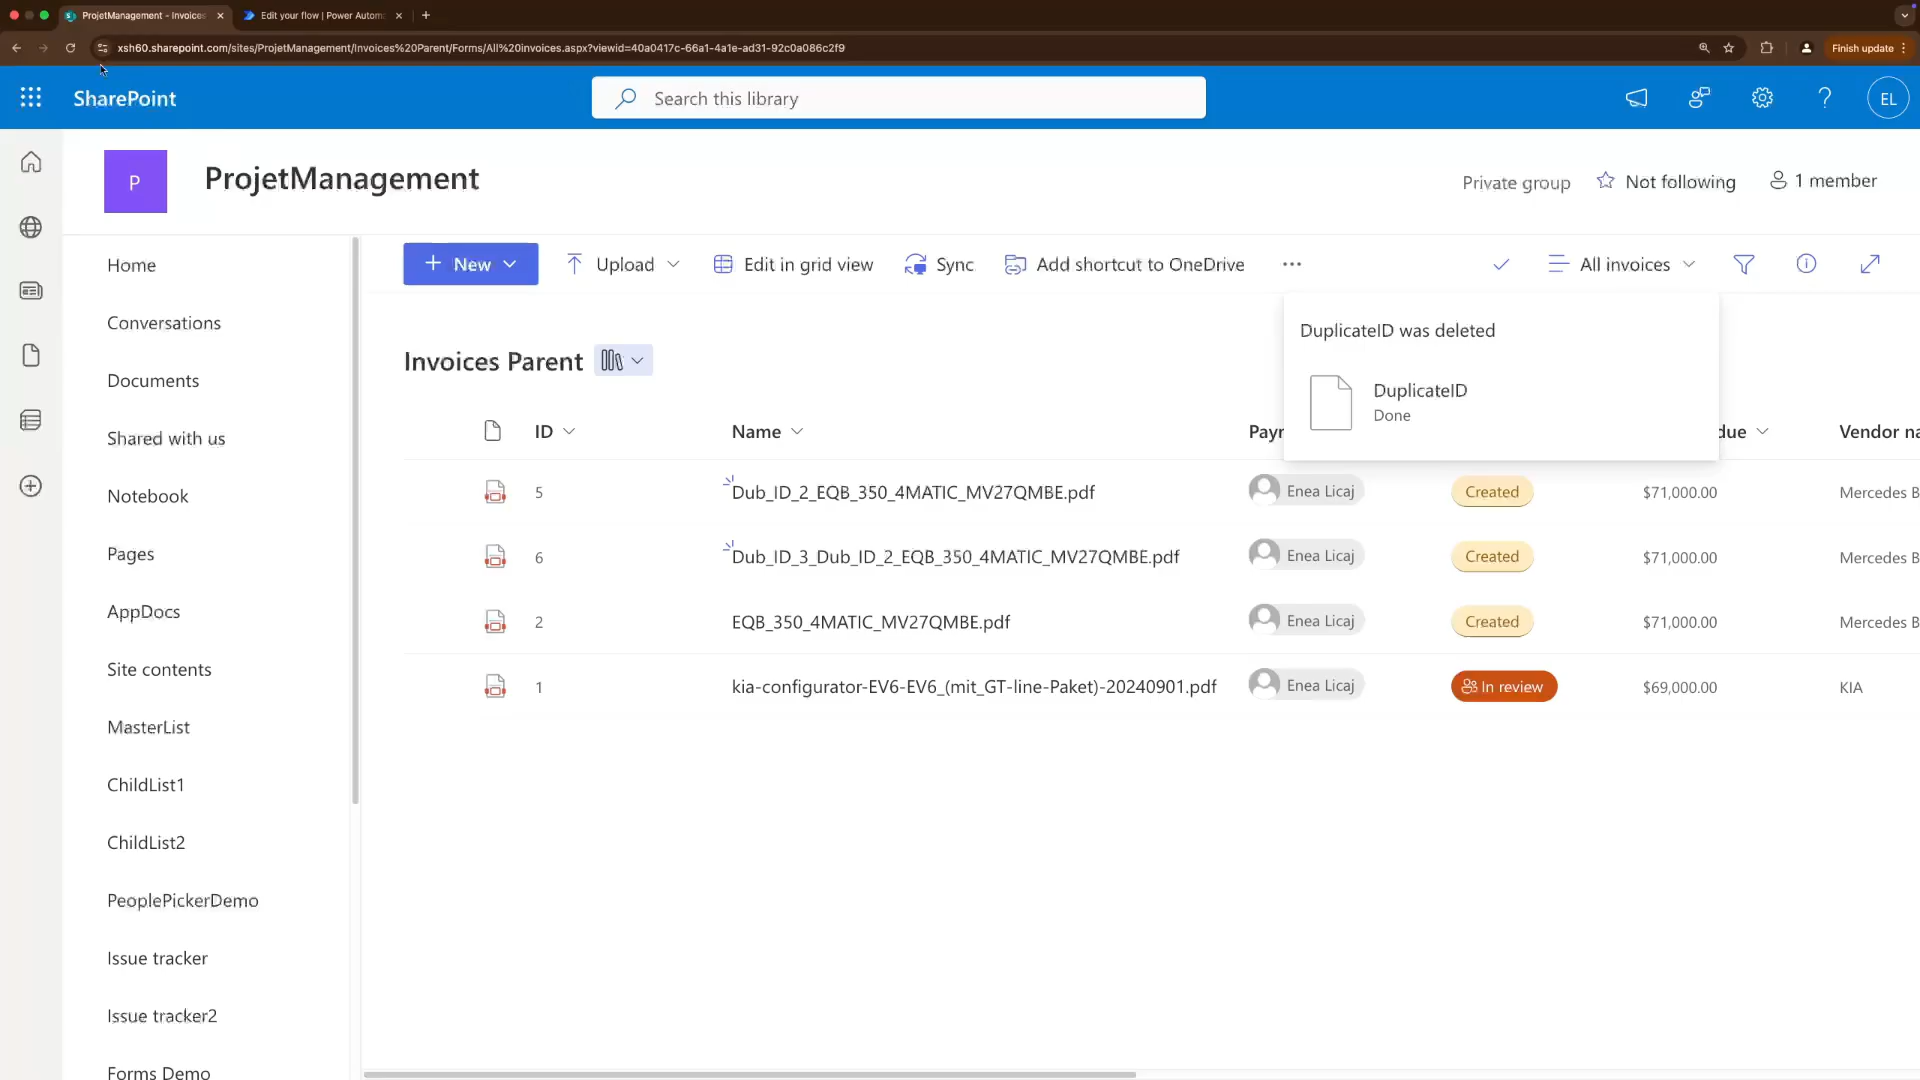 ProjetManagement - Invoices
Edit your flow | Power Autom
xsh60.sharepoint.com/sites/ProjetManagement/Invoices%20Parent/Forms/All%20invoices.aspx?viewid=40a0417c-66a1-4a1e-ad31-92c0a086c2f9
Finish update
SharePoint
Search this library
EL
P
ProjetManagement
Private group
Not following
1 member
Home
Conversations
Documents
Shared with us
Notebook
Pages
AppDocs
Site contents
MasterList
ChildList1
ChildList2
PeoplePickerDemo
Issue tracker
Issue tracker2
Forms Demo
New
Upload
Edit in grid view
Sync
Add shortcut to OneDrive
All invoices
DuplicateID was deleted
DuplicateID
Done
Invoices Parent
ID Name Payr due Vendor na
5 Dub_ID_2_EQB_350_4MATIC_MV27QMBE.pdf Enea Licaj Created $71,000.00 Mercedes B
6 Dub_ID_3_Dub_ID_2_EQB_350_4MATIC_MV27QMBE.pdf Enea Licaj Created $71,000.00 Mercedes B
2 EQB_350_4MATIC_MV27QMBE.pdf Enea Licaj Created $71,000.00 Mercedes B
1 kia-configurator-EV6-EV6_(mit_GT-line-Paket)-20240901.pdf Enea Licaj In review $69,000.00 KIA